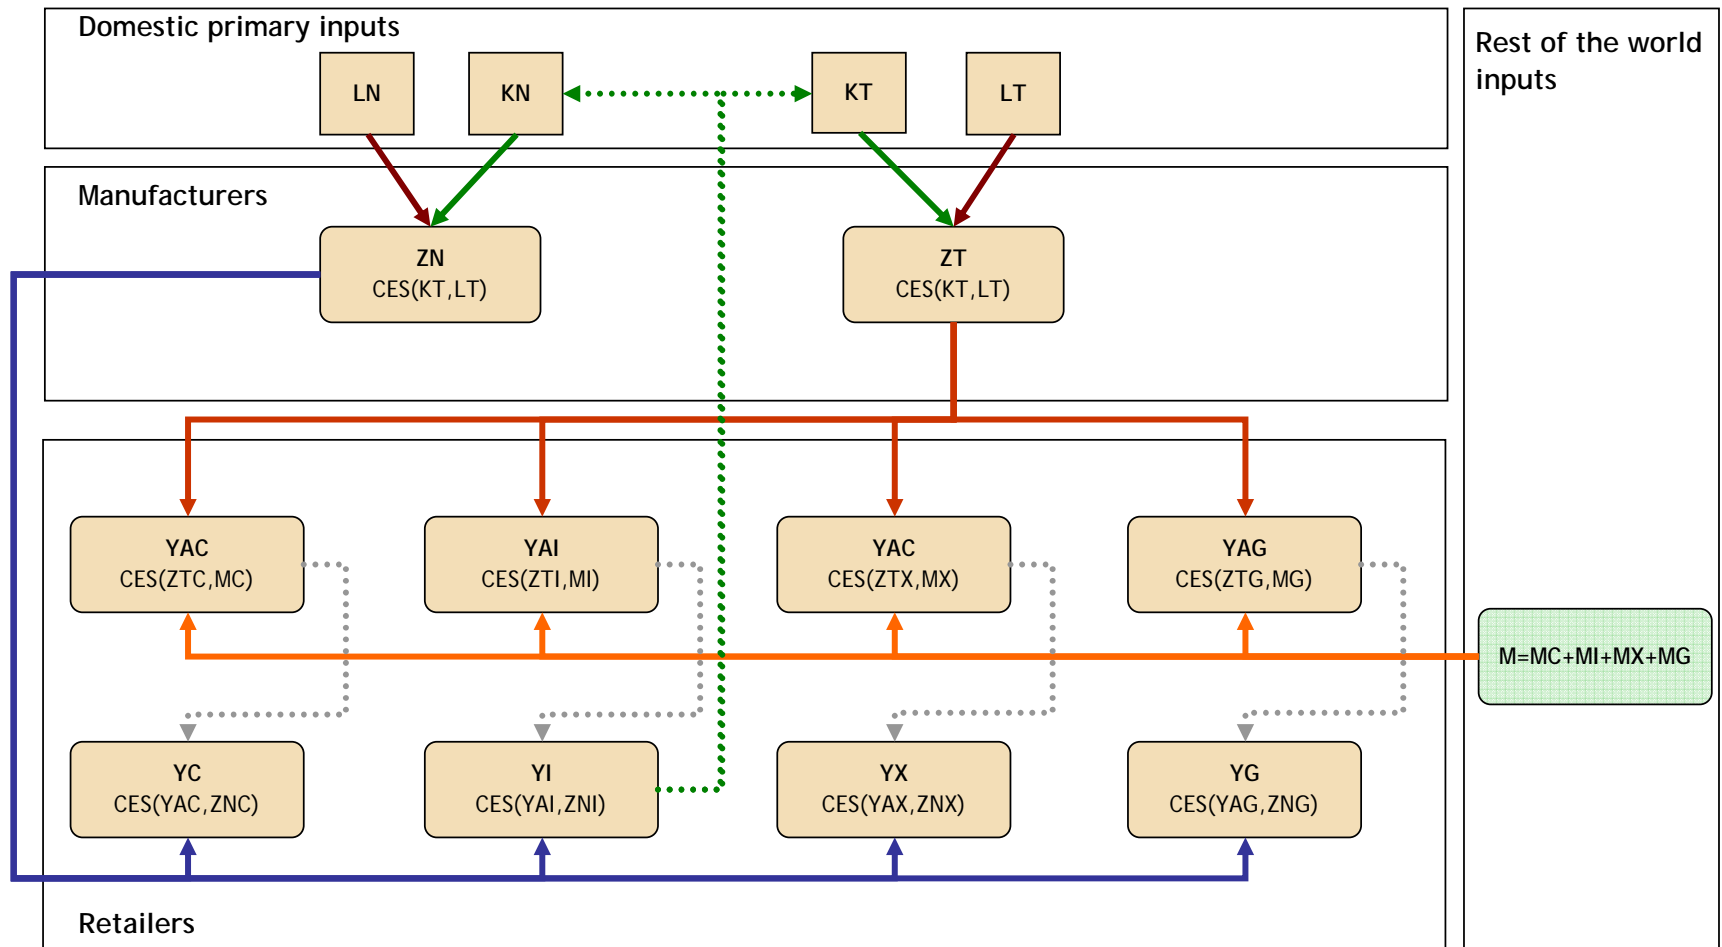 Domestic primary inputs
Rest of the world
inputs
LN
KN
KT
LT
Manufacturers
ZN
CES(KT,LT)
ZT
CES(KT,LT)
YAC
CES(ZTC,MC)
YAI
CES(ZTI,MI)
YAC
CES(ZTX,MX)
YAG
CES(ZTG,MG)
M=MC+MI+MX+MG
YC
CES(YAC,ZNC)
YI
CES(YAI,ZNI)
YX
CES(YAX,ZNX)
YG
CES(YAG,ZNG)
Retailers